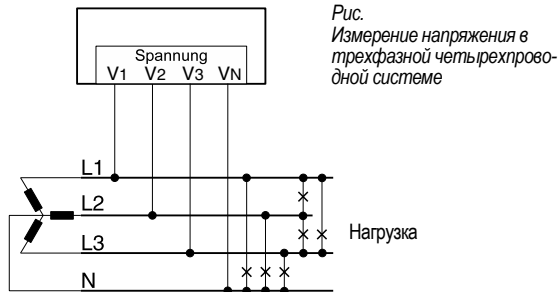 Рис.
Измерение напряжения в
трехфазной четырехпрово-
дной системе
Spannung
V1 V2 V3 VN
L1
L2
L3
N
Нагрузка